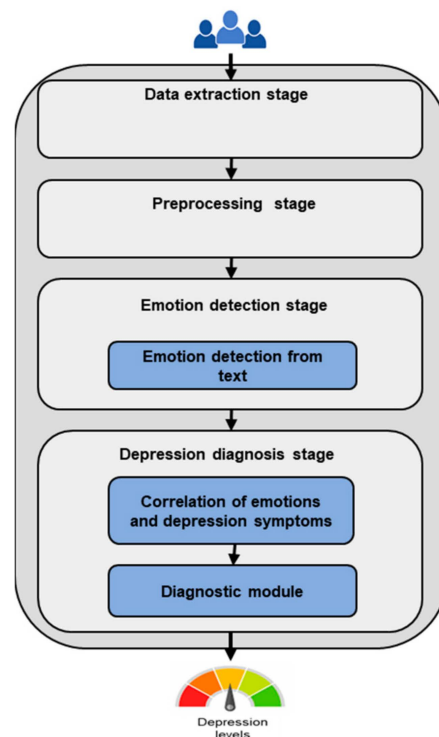 Data extraction stage
Preprocessing stage
Emotion detection stage
Emotion detection from
text
Depression diagnosis stage
Correlation of emotions
and depression symptoms
Diagnostic module
Depression
levels